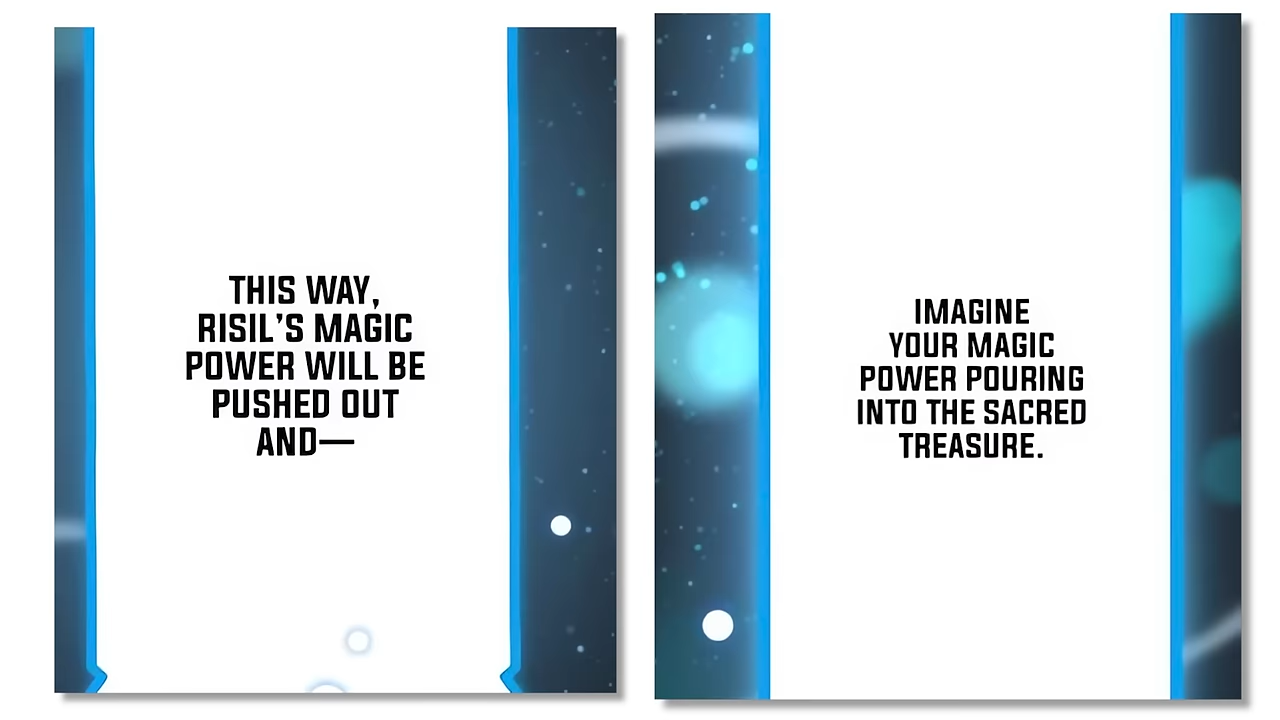 THIS WAY,
RISIL'S MAGIC
POWER WILL BE
PUSHED OUT
AND—
IMAGINE
YOUR MAGIC
POWER POURING
INTO THE SACRED
TREASURE.